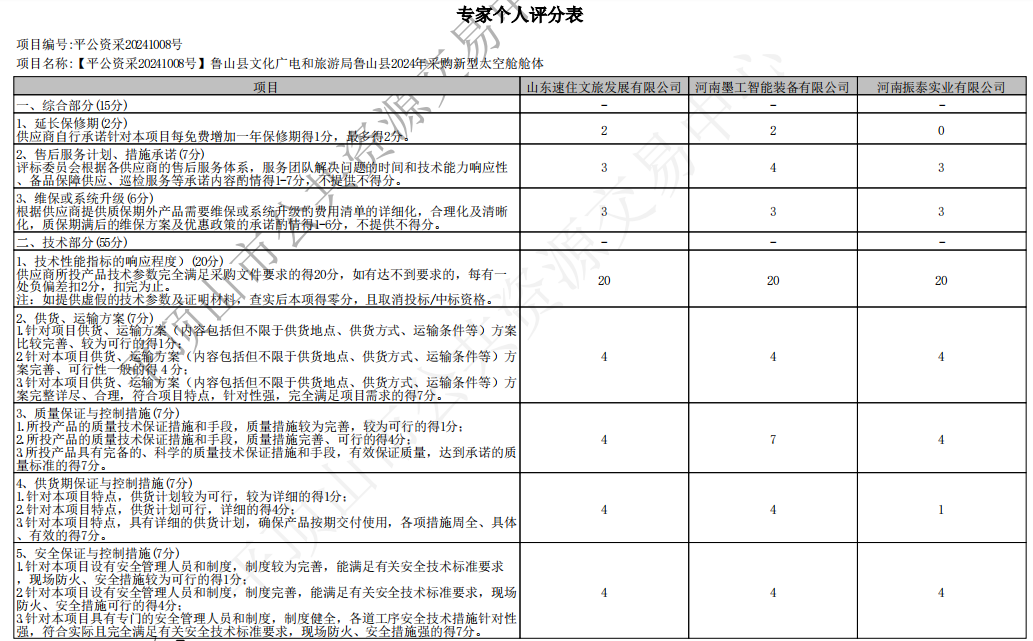 专家个人评分表
项目编号:平公资采20241008号
项目名称:【平公资采20241008号】鲁山县文化广电和旅游局鲁山县2024年采购新型太空舱舱体
项目 山东速住文旅发展有限公司 河南墨工智能装备有限公司 河南振泰实业有限公司
一、综合部分(15分) - - -
1、延长保修期(2分)
供应商自行承诺针对本项目每免费增加一年保修期得1分，最多得2分。 2 2 0
2、售后服务计划、措施承诺(7分)
评标委员会根据各供应商的售后服务体系，服务团队解决问题的时间和技术能力响应性
、备品保障供应、巡检服务等承诺内容酌情得1-7分，不提供不得分。 3 4 3
3、维保或系统升级(6分)
根据供应商提供质保期外产品需要维保或系统升级的费用清单的详细化，合理化及清晰
化，质保期满后的维保方案及优惠政策的承诺酌情得1-6分，不提供不得分。 3 3 3
二、技术部分(55分) - - -
1、技术性能指标的响应程度）(20分)
供应商所投产品技术参数完全满足采购文件要求的得20分，如有达不到要求的，每有一
处负偏差扣2分，扣完为止。
注：如提供虚假的技术参数及证明材料，查实后本项得零分，且取消投标/中标资格。 20 20 20
2、供货、运输方案(7分)
1.针对项目供货、运输方案（内容包括但不限于供货地点、供货方式、运输条件等）方案
比较完善、较为可行的得1分；
2.针对本项目供货、运输方案（内容包括但不限于供货地点、供货方式、运输条件等）方
案完善、可行性一般的得 4 分；
3.针对本项目供货、运输方案（内容包括但不限于供货地点、供货方式、运输条件等）方
案完整详尽、合理，符合项目特点，针对性强，完全满足项目需求的得7分。 4 4 4
3、质量保证与控制措施(7分)
1.所投产品的质量技术保证措施和手段，质量措施较为完善，较为可行的得1分；
2.所投产品的质量技术保证措施和手段，质量措施完善、可行的得4分；
3.所投产品具有完备的、科学的质量技术保证措施和手段，有效保证质量，达到承诺的质
量标准的得7分。 4 7 4
4、供货期保证与控制措施(7分)
1.针对本项目特点，供货计划较为可行，较为详细的得1分；
2.针对本项目特点，供货计划可行，详细的得4分；
3.针对本项目特点，具有详细的供货计划，确保产品按期交付使用，各项措施周全、具体
、有效的得7分。 4 4 1
5、安全保证与控制措施(7分)
1.针对本项目设有安全管理人员和制度，制度较为完善，能满足有关安全技术标准要求
，现场防火、安全措施较为可行的得1分；
2.针对本项目设有安全管理人员和制度，制度完善，能满足有关安全技术标准要求，现场
防火、安全措施可行的得4分；
3.针对本项目具有专门的安全管理人员和制度，制度健全，各道工序安全技术措施针对性
强，符合实际且完全满足有关安全技术标准要求，现场防火、安全措施强的得7分。 4 4 4
平顶山市公共资源交易中心
平顶山市公共资源交易中心